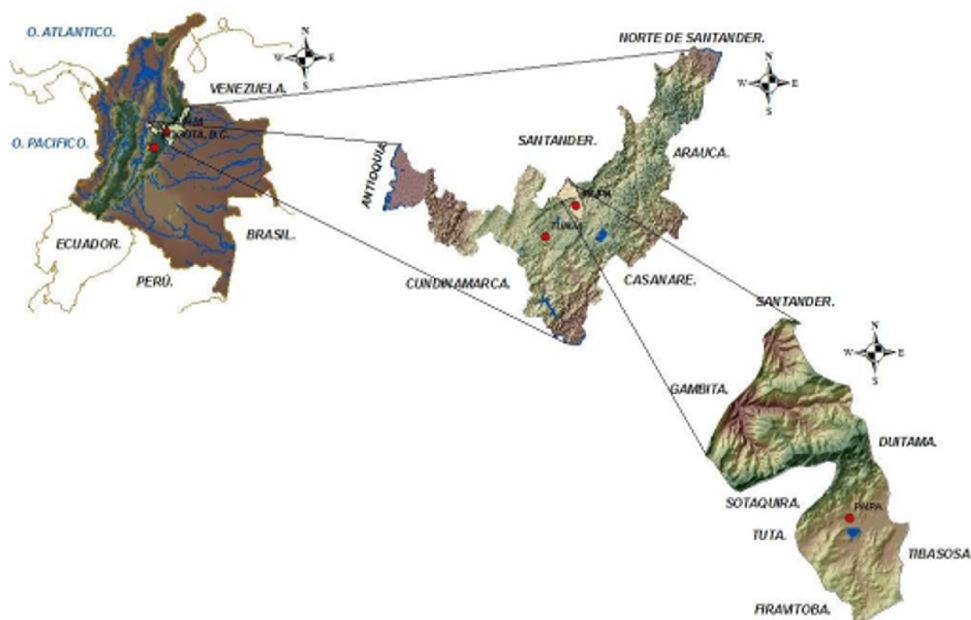 O. ATLANTICO.
N
W
E
S
VENEZUELA.
O. PACIFICO.
BOGOTA, D.C.
BRASIL.
ECUADOR.
PERÚ.
NORTE DE SANTANDER.
N
W
E
S
SANTANDER.
ARAUCA.
ANTIOQUIA
PAIPA
TUNJA
CUNDINAMARCA.
CASANARE.
SANTANDER.
N
W
E
S
GAMBITA.
DUITAMA.
SOTAQUIRA.
PAIPA
TUTA.
TIBASOSA
FIRAVITOBA.